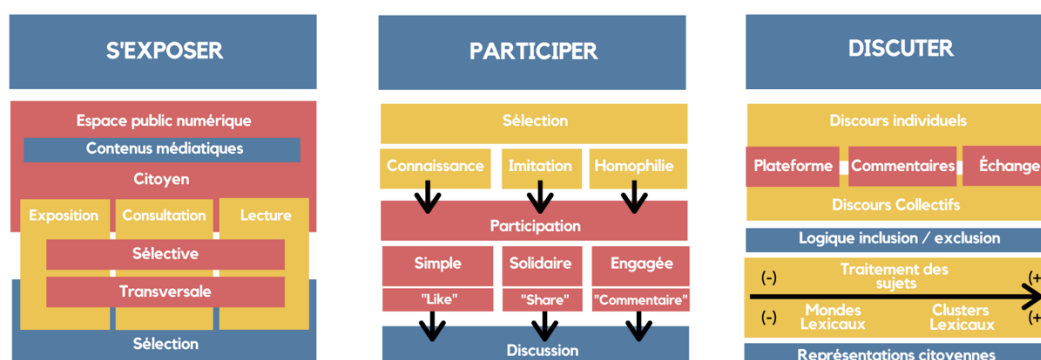 S'EXPOSER
Espace public numérique
Contenus médiatiques
Citoyen
Exposition
Consultation
Lecture
Sélective
Transversale
Sélection
PARTICIPER
Sélection
Connaissance
Imitation
Homophilie
Participation
Simple
Solidaire
Engagée
"Like"
"Share"
"Commentaire"
Discussion
DISCUTER
Discours individuels
Plateforme
Commentaires
Échange
Discours Collectifs
Logique inclusion / exclusion
(-)
Traitement des
sujets
(+
(-)
Mondes
Lexicaux
Clusters
Lexicaux
(+
Représentations citoyennes